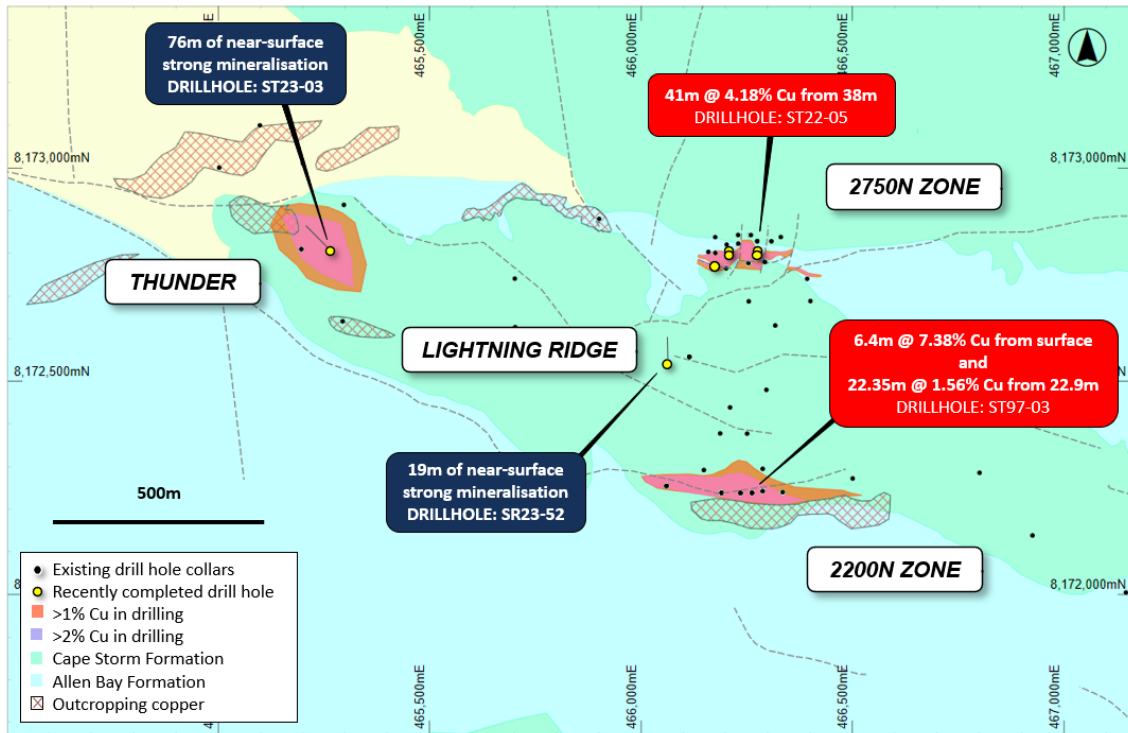 76m of near-surface
strong mineralisation
DRILLHOLE: ST23-03
465,500mE
466,000mE
466,500mE
467,000mE
41m @ 4.18% Cu from 38m
DRILLHOLE: ST22-05
8,173,000mN
8,173,000mN
2750N ZONE
THUNDER
LIGHTNING RIDGE
6.4m @ 7.38% Cu from surface
and
22.35m @ 1.56% Cu from 22.9m
DRILLHOLE: ST97-03
8,172,500mN
19m of near-surface
strong mineralisation
DRILLHOLE: SR23-52
500m
2200N ZONE
8,172,000mN
Existing drill hole collars
Recently completed drill hole
>1% Cu in drilling
>2% Cu in drilling
Cape Storm Formation
Allen Bay Formation
Outcropping copper
465,500mE
466,000mE
466,500mE
467,000mE